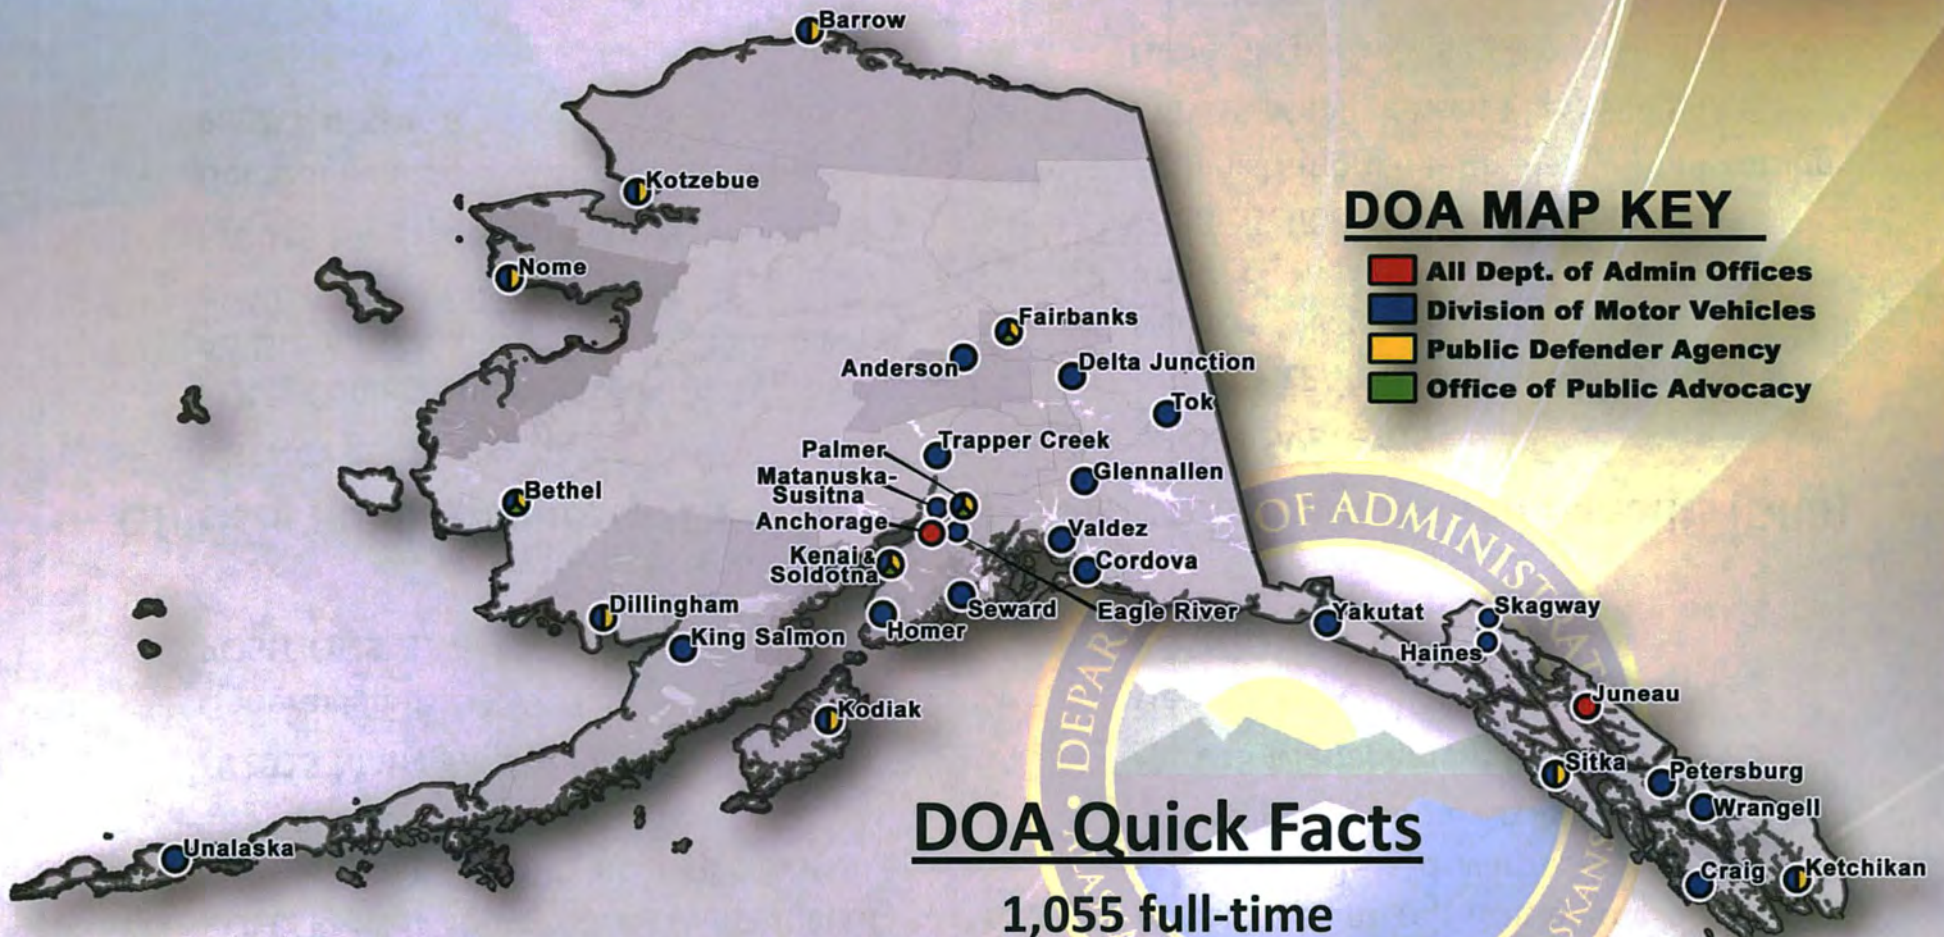 Barrow
Kotzebue
Nome
Fairbanks
Anderson
Delta Junction
Tok
Trapper Creek
Palmer
Matanuska-
Susitna
Anchorage
Glennallen
Bethel
Valdez
Kenai &
Soldotna
Cordova
Dillingham
Seward
Eagle River
King Salmon
Homer
Yakutat
Skagway
Haines
Juneau
Kodiak
Sitka
Petersburg
Wrangell
Unalaska
Craig
Ketchikan
DOA MAP KEY
All Dept. of Admin Offices
Division of Motor Vehicles
Public Defender Agency
Office of Public Advocacy
OF ADMINIST
DEPAR
DOA Quick Facts
1,055 full-time